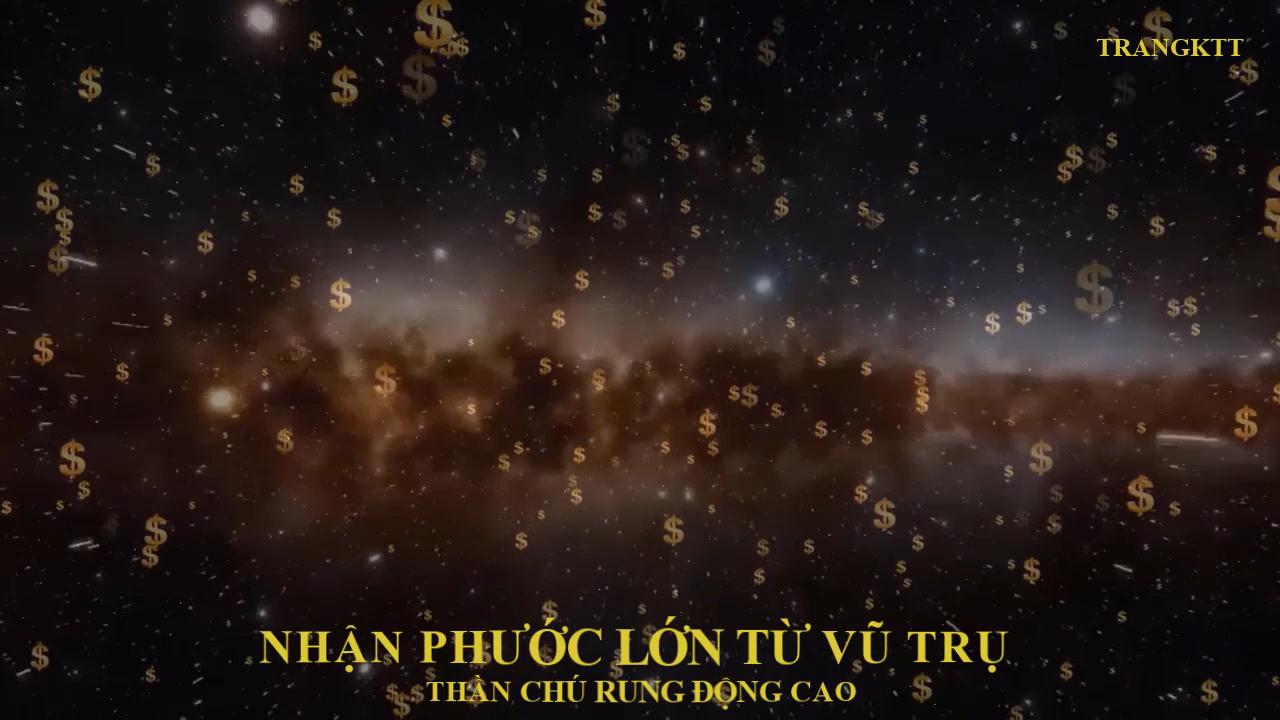 TRANGKTT
NHẬN PHƯỚC LỚN TỪ VŨ TRỤ
THẦN CHÚ RUNG ĐỘNG CAO